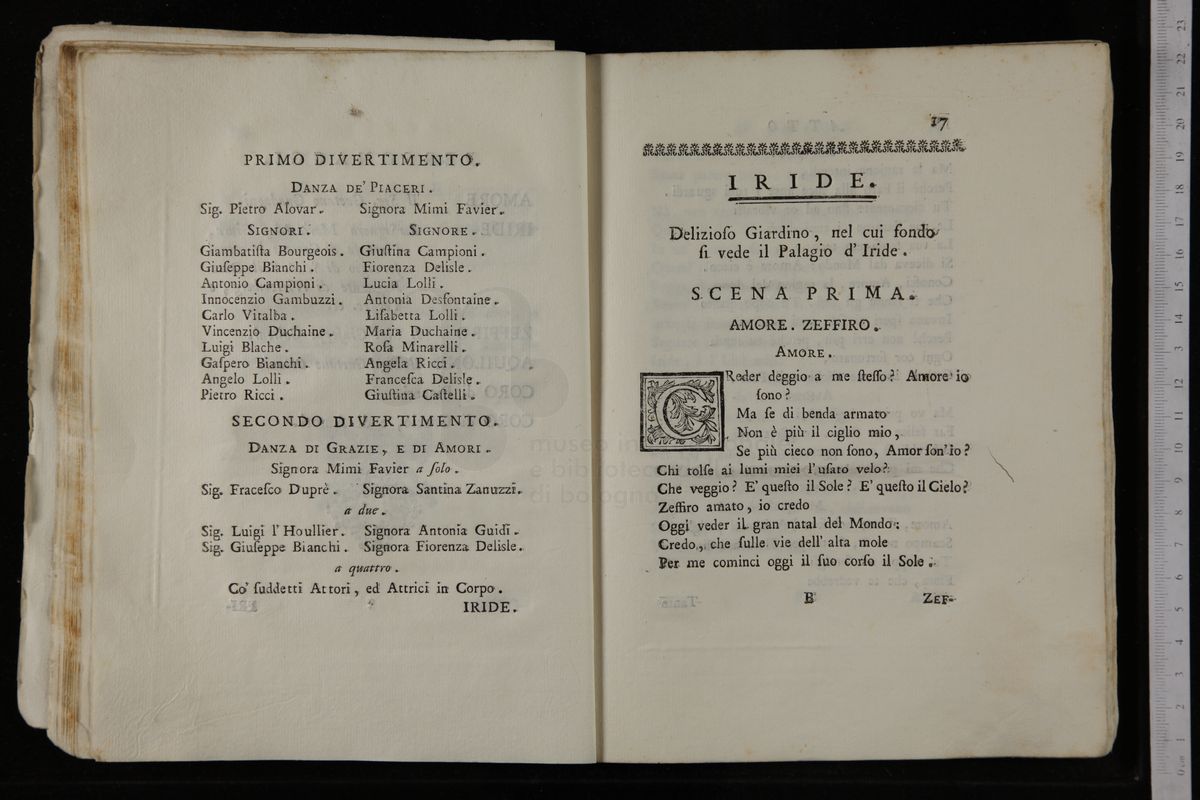 PRIMO DIVERTIMENTO.
DANZA DE' PIACERI.
Sig. Pietro Alovar. Signora Mimi Favier.
SIGNORI. SIGNORE.
Giambatiſta Bourgeois. Giuſtina Campioni.
Giuſeppe Bianchi. Fiorenza Delisle.
Antonio Campioni. Lucia Lolli.
Innocenzio Gambuzzi. Antonia Desfontaine.
Carlo Vitalba. Liſabetta Lolli.
Vincenzio Duchaine. Maria Duchaine.
Luigi Blache. Roſa Minarelli.
Gaſpero Bianchi. Angela Ricci.
Angelo Lolli. Franceſca Delisle.
Pietro Ricci. Giuſtina Caſtelli.
SECONDO DIVERTIMENTO.
DANZA DI GRAZIE, E DI AMORI.
Signora Mimi Favier a ſolo.
Sig. Fraceſco Duprè. Signora Santina Zanuzzi.
a due.
Sig. Luigi l'Houllier. Signora Antonia Guidi.
Sig. Giuſeppe Bianchi. Signora Fiorenza Delisle.
a quattro.
Co' ſuddetti Attori, ed Attrici in Corpo.
IRIDE.
17
IRIDE.
Delizioſo Giardino, nel cui fondo
ſi vede il Palagio d'Iride.
SCENA PRIMA.
AMORE. ZEFFIRO.
AMORE.
CReder deggio a me ſteſſo? Amore io
ſono?
Ma ſe di benda armato
Non è più il ciglio mio,
Se più cieco non ſono, Amor ſon'io?
Chi tolſe ai lumi miei l'uſato velo?
Che veggio? E' queſto il Sole? E' queſto il Cielo?
Zeffiro amato, io credo
Oggi veder il gran natal del Mondo:
Credo, che ſulle vie dell' alta mole
Per me cominci oggi il ſuo corſo il Sole.
B ZEF-